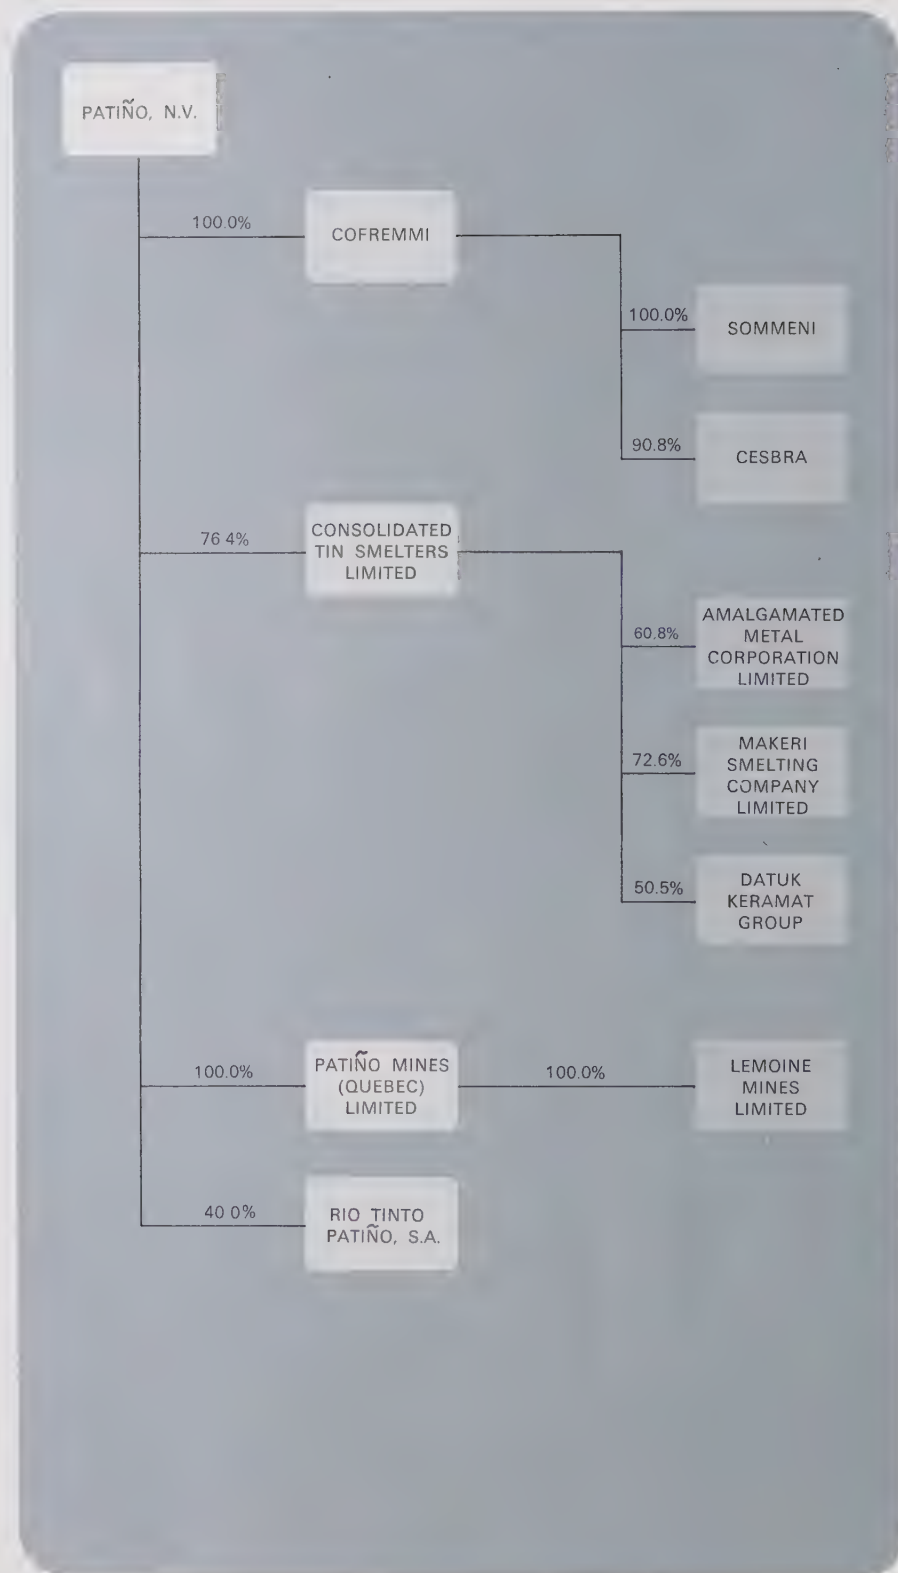 PATIÑO, N.V.
100.0%
COFREMMI
100.0%
SOMMENI
90.8%
CESBRA
76 4%
CONSOLIDATED
TIN SMELTERS
LIMITED
60.8%
AMALGAMATED
METAL
CORPORATION
LIMITED
72.6%
MAKERI
SMELTING
COMPANY
LIMITED
50.5%
DATUK
KERAMAT
GROUP
100.0%
PATIÑO MINES
(QUEBEC)
LIMITED
100.0%
LEMOINE
MINES
LIMITED
40 0%
RIO TINTO
PATIÑO, S.A.